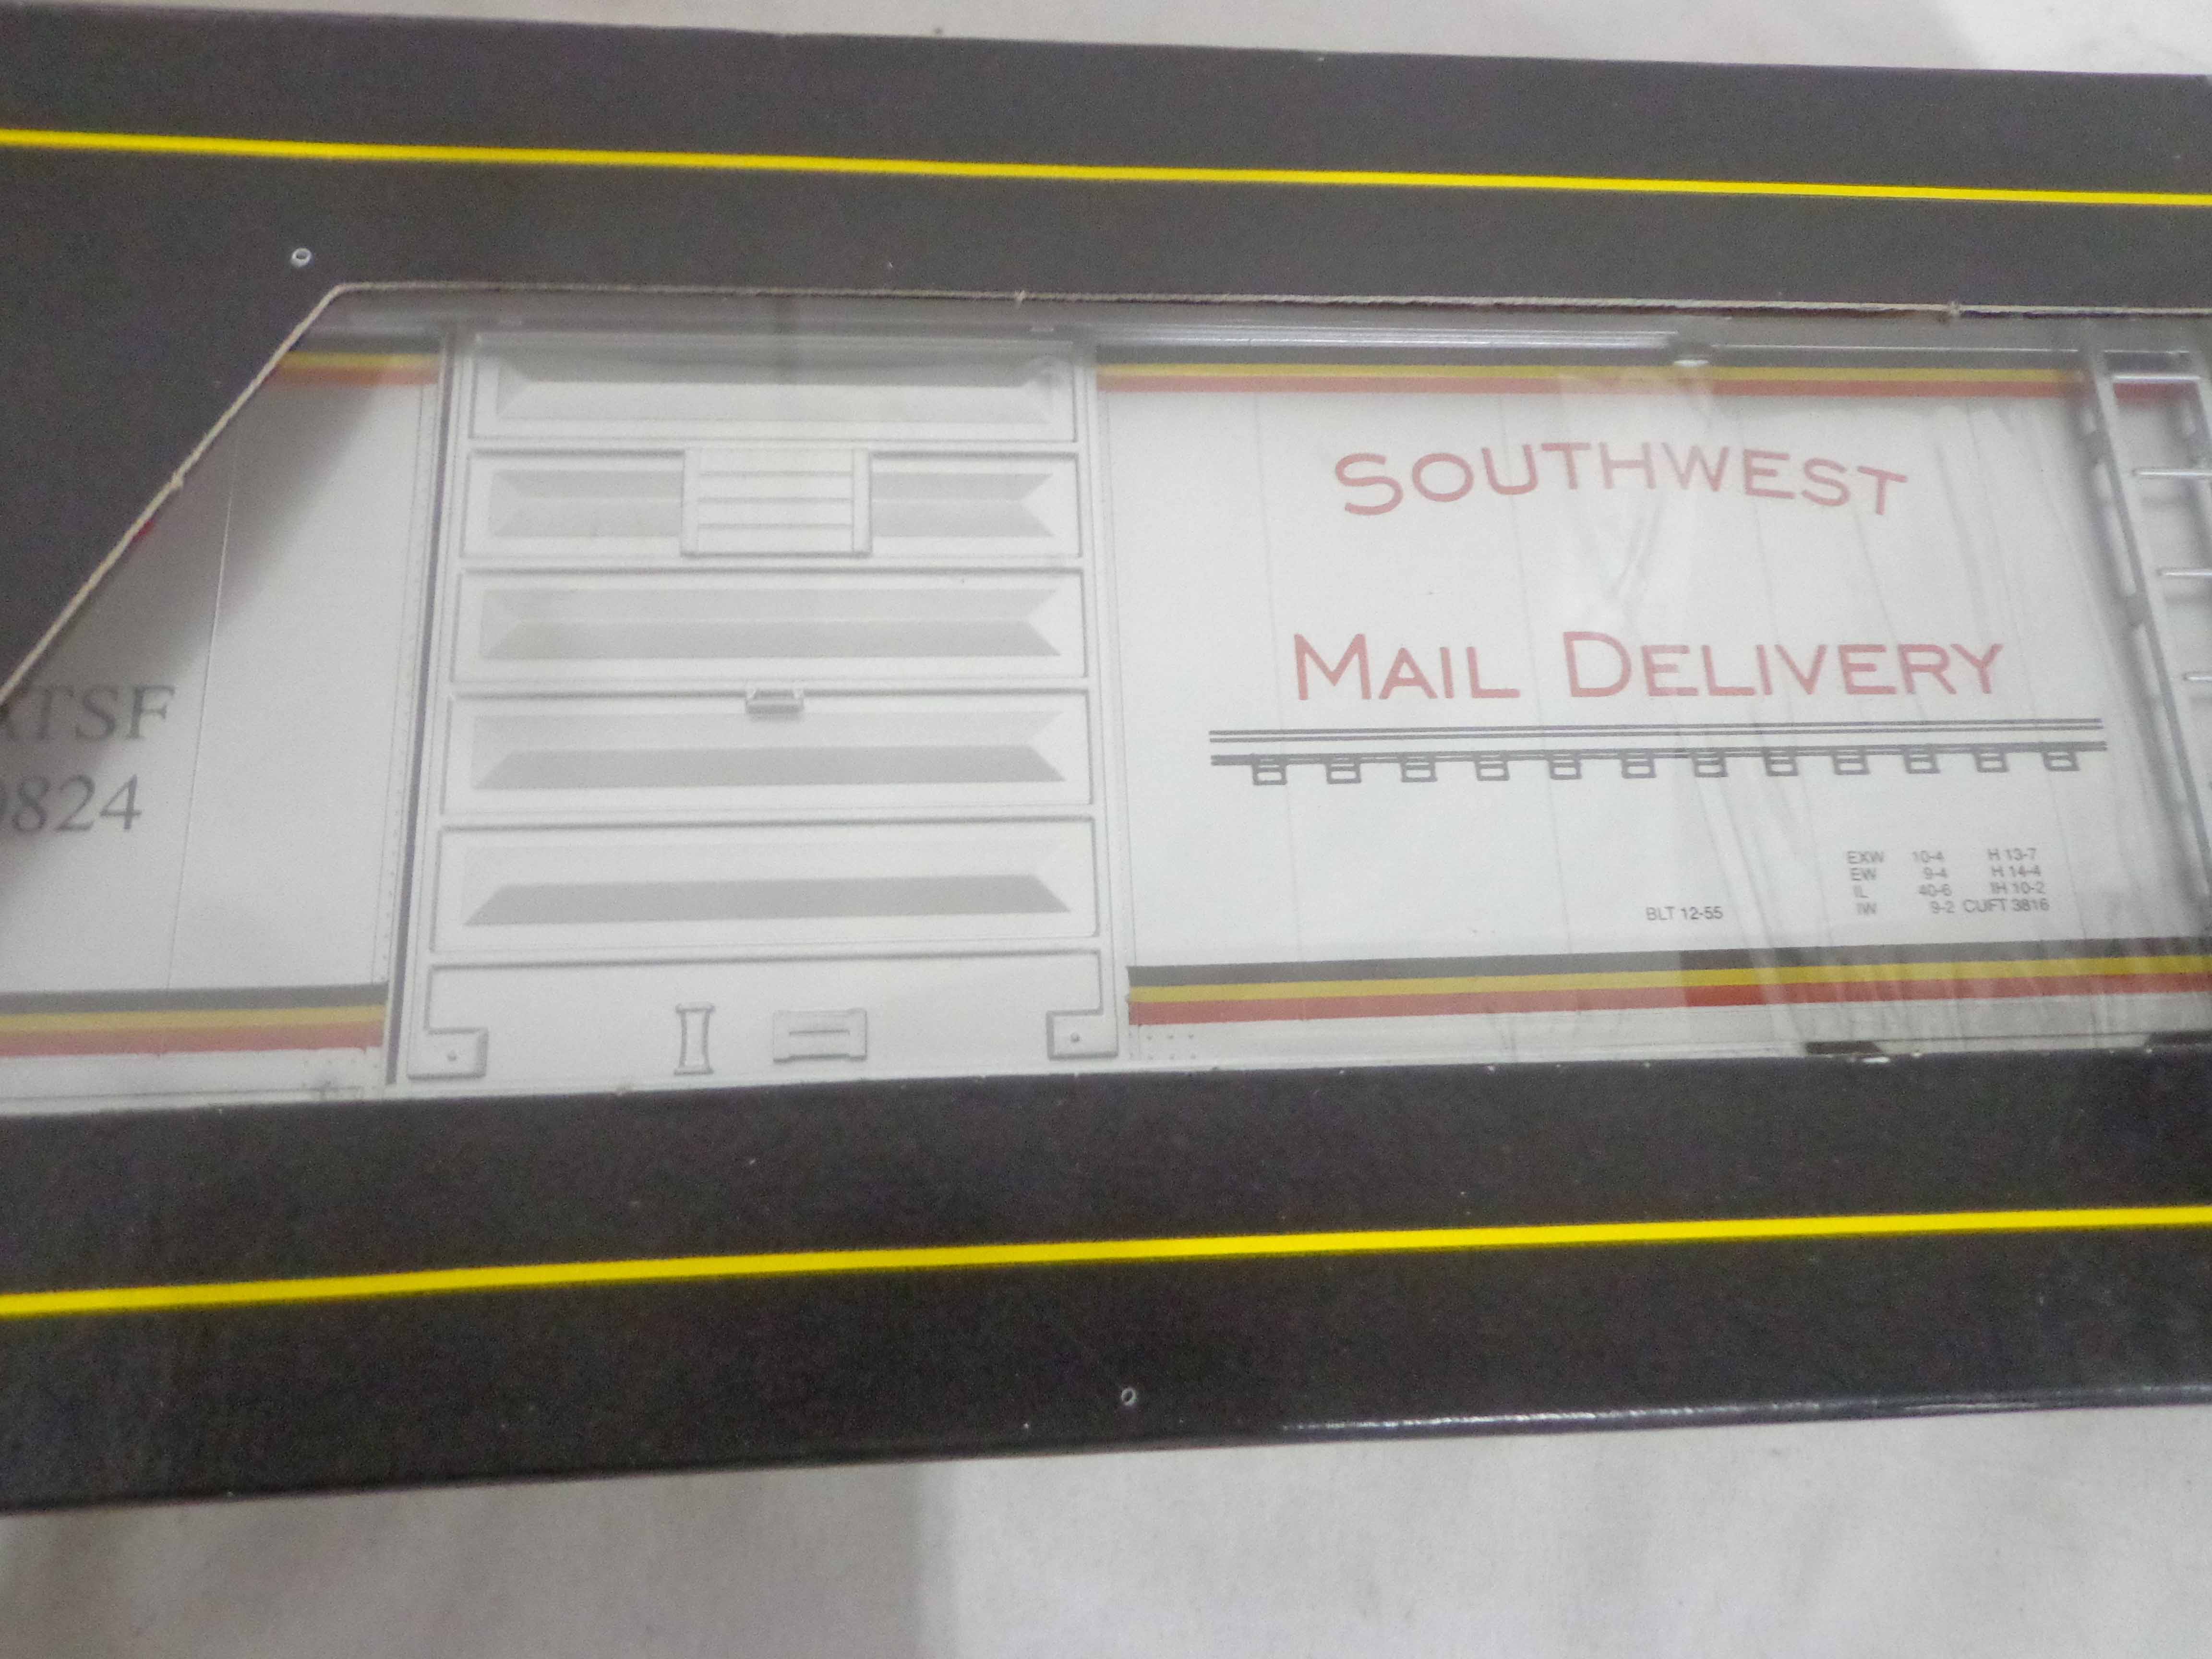 SOUTHWEST
MAIL DELIVERY
TSF
824
EXW 10-4 H 13-7
EW 9-4 H 14-4
IL 40-6 IH 10-2
IW 9-2 CUFT 3816
BLT 12-55